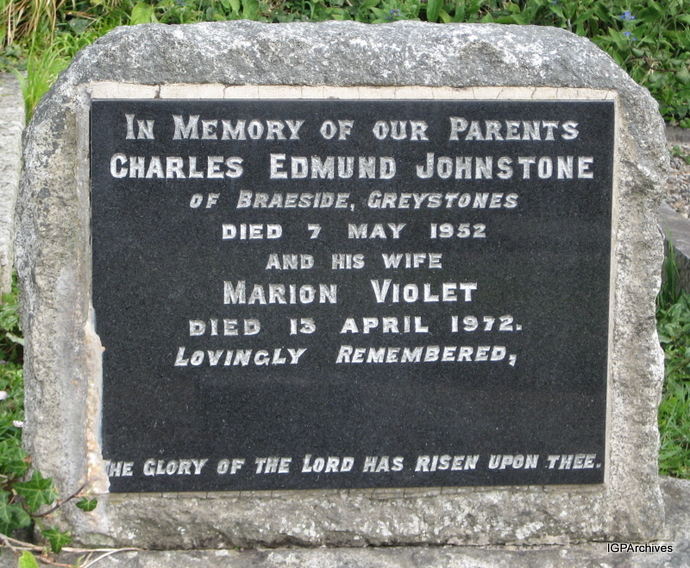 IN MEMORY OF OUR PARENTS
CHARLES EDMUND JOHNSTONE
OF BRAESIDE, GREYSTONES
DIED 7 MAY 1952
AND HIS WIFE
MARION VIOLET
DIED 13 APRIL 1972.
LOVINGLY REMEMBERED,
THE GLORY OF THE LORD HAS RISEN UPON THEE.
IGPArchives